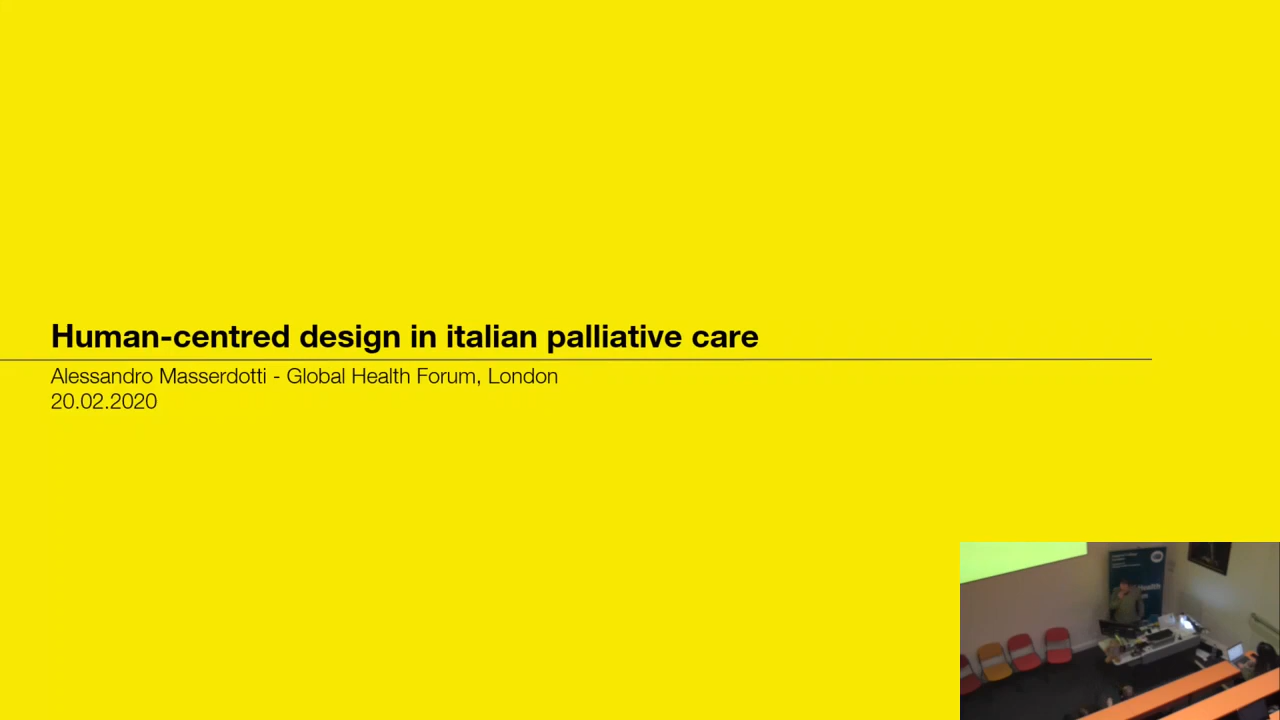 Human-centred design in italian palliative care
Alessandro Masserdotti - Global Health Forum, London
20.02.2020